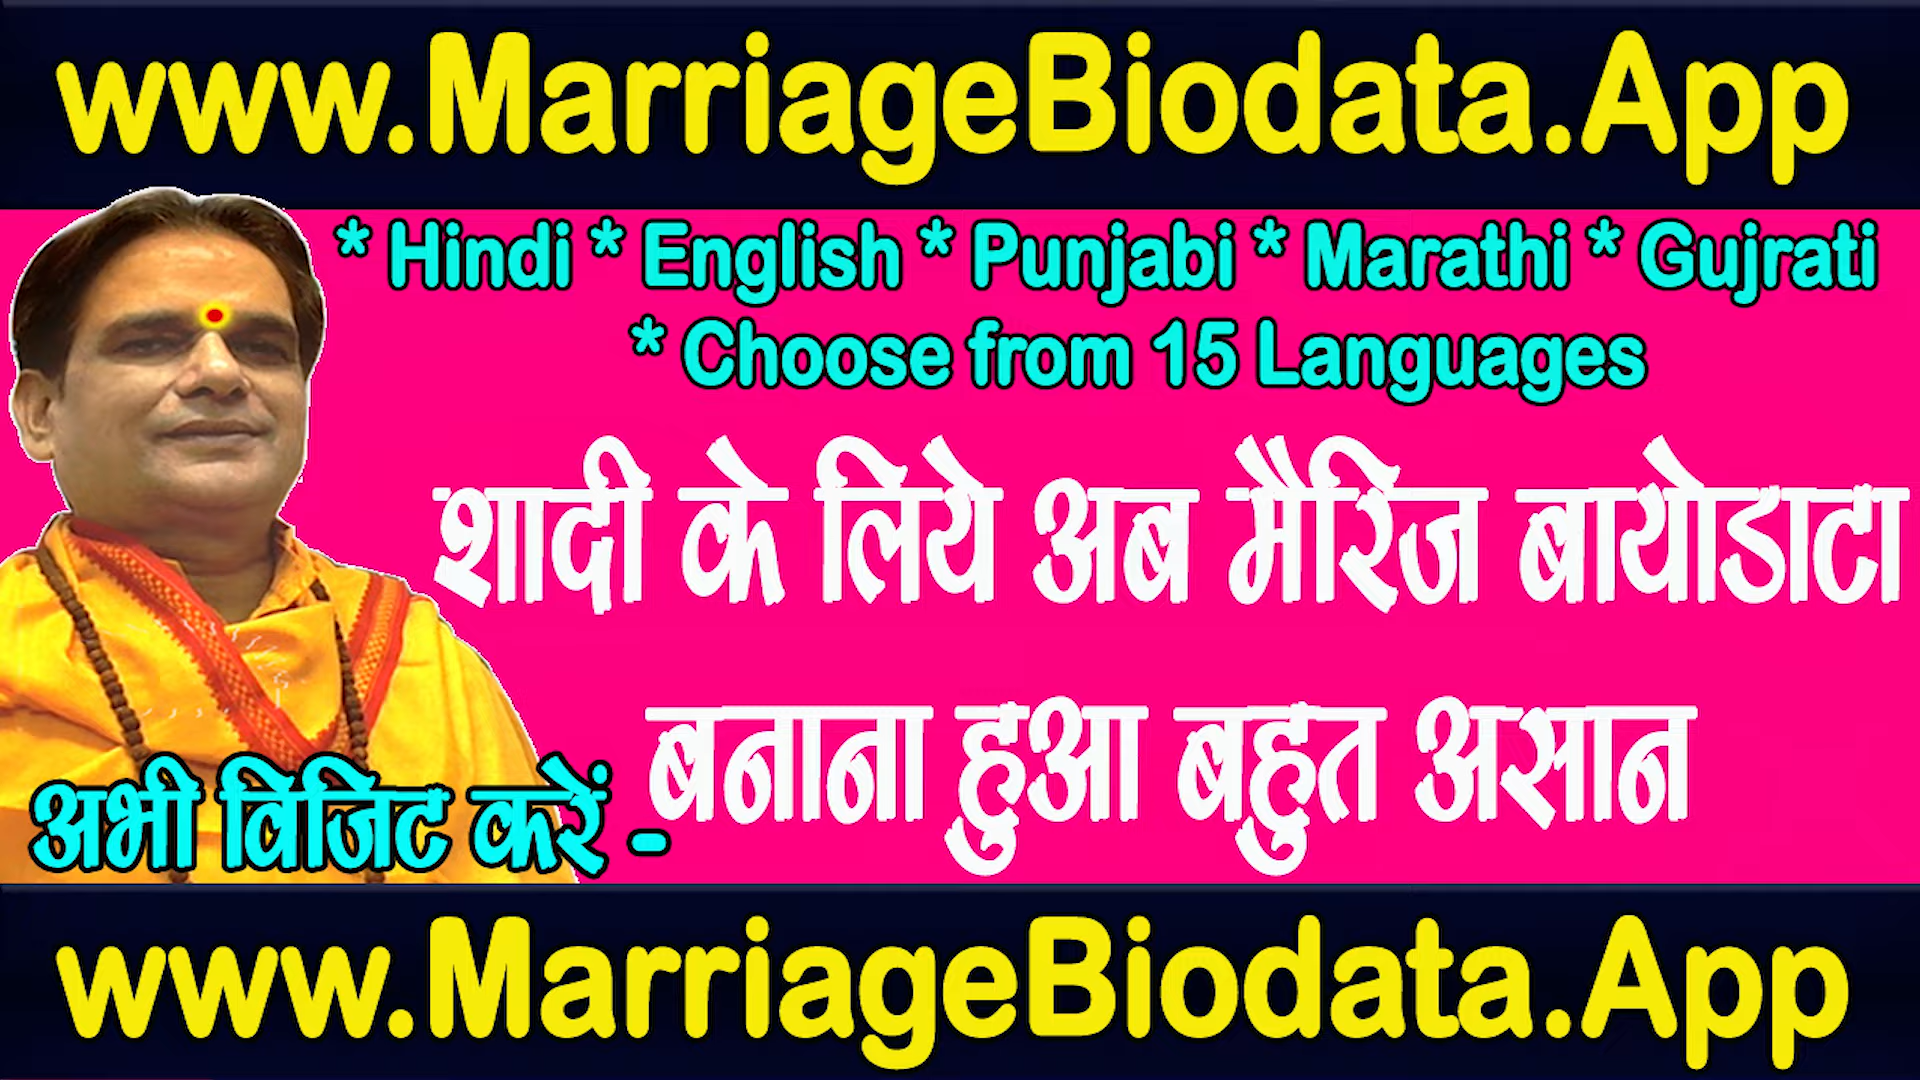 www.MarriageBiodata.App
* Hindi * English * Punjabi * Marathi * Gujrati
* Choose from 15 Languages
शादी के लिये अब मैरिज बायोडाटा
बनाना हुआ बहुत असान
अभी विजिट करें -
www.MarriageBiodata.App